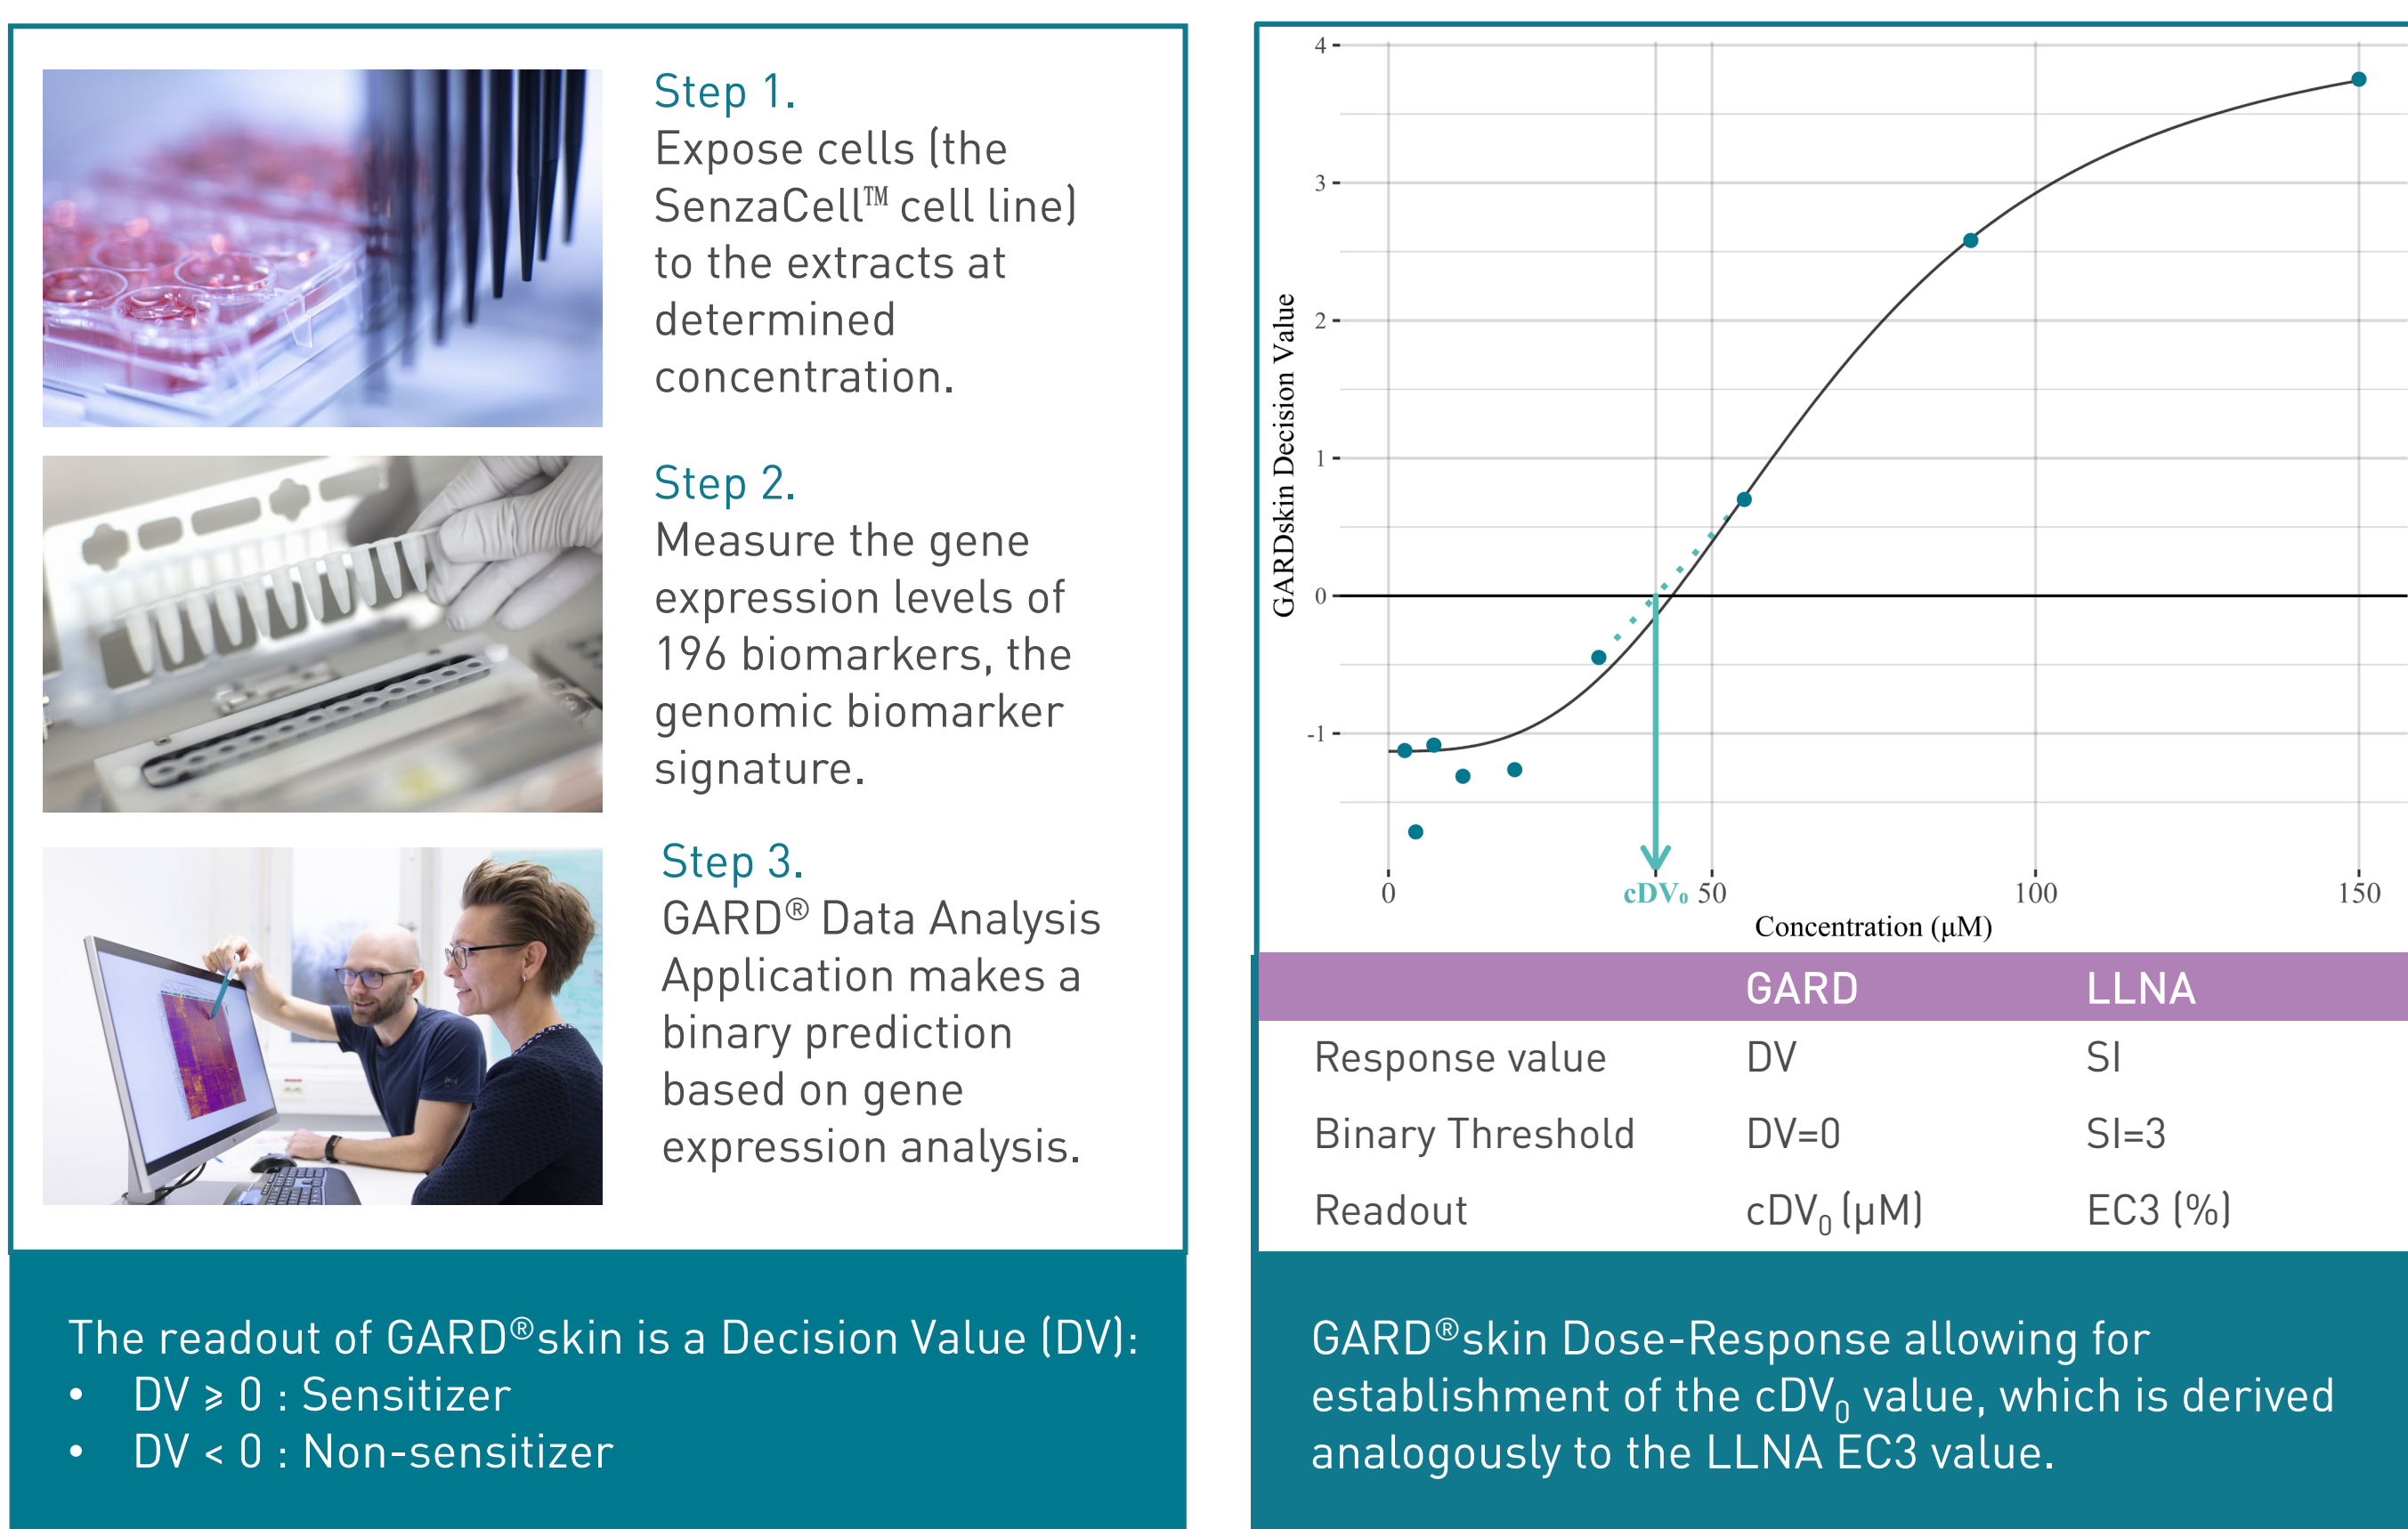 Step 1.
Expose cells (the
SenzaCell™ cell line)
to the extracts at
determined
concentration.
Step 2.
Measure the gene
expression levels of
196 biomarkers, the
genomic biomarker
signature.
Step 3.
GARD® Data Analysis
Application makes a
binary prediction
based on gene
expression analysis.
The readout of GARD®skin is a Decision Value (DV):
• DV ⩾ 0 : Sensitizer
• DV < 0 : Non-sensitizer
GARDskin Decision Value
4
3
2
1
0
-1
0 cDV₀ 50 100 150
Concentration (µM)
GARD LLNA
Response value DV SI
Binary Threshold DV=0 SI=3
Readout cDV₀ (µM) EC3 (%)
GARD®skin Dose-Response allowing for
establishment of the cDV₀ value, which is derived
analogously to the LLNA EC3 value.